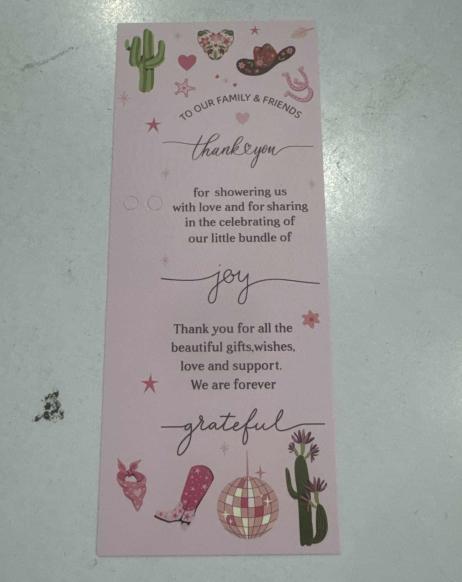 TO OUR FAMILY & FRIENDS
thank you
for showering us
with love and for sharing
in the celebrating of
our little bundle of
joy
Thank you for all the
beautiful gifts,wishes,
love and support.
We are forever
grateful